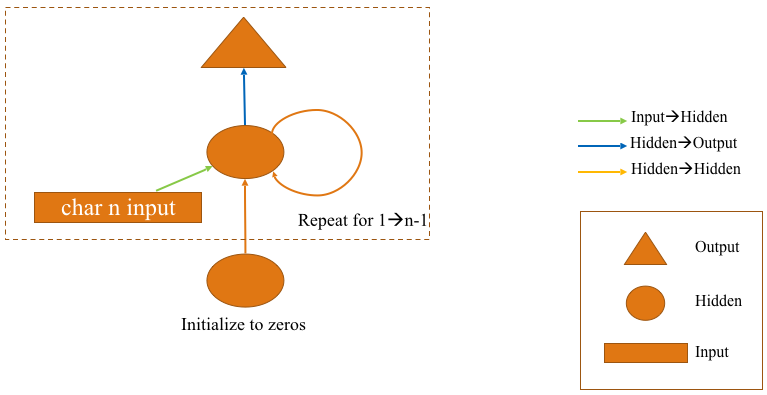 char n input
Repeat for 1→n-1
Initialize to zeros
Input→Hidden
Hidden→Output
Hidden→Hidden
Output
Hidden
Input